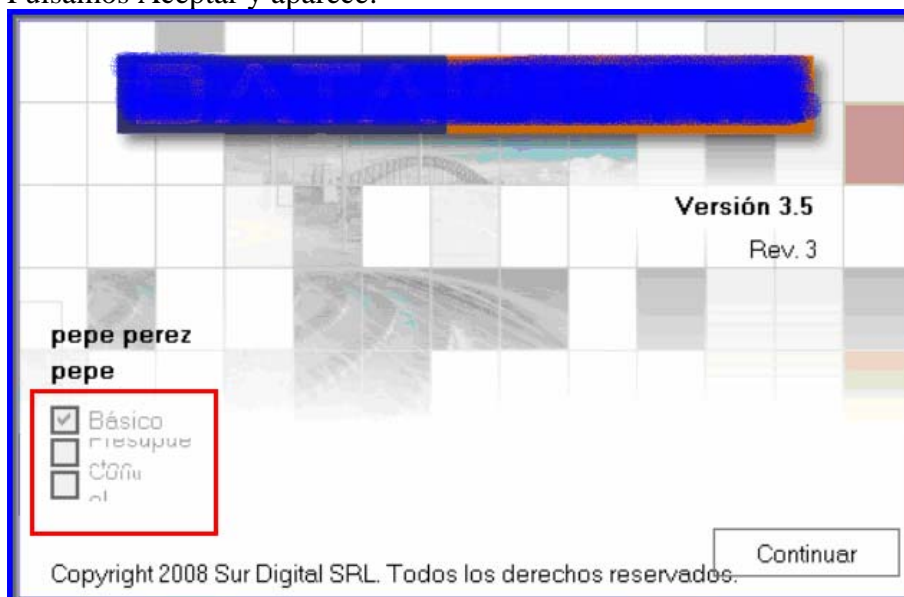 Pulsamos Aceptar y aparece:
Versión 3.5
Rev. 3
pepe perez
pepe
Básico
Continuar
Copyright 2008 Sur Digital SRL. Todos los derechos reservados.